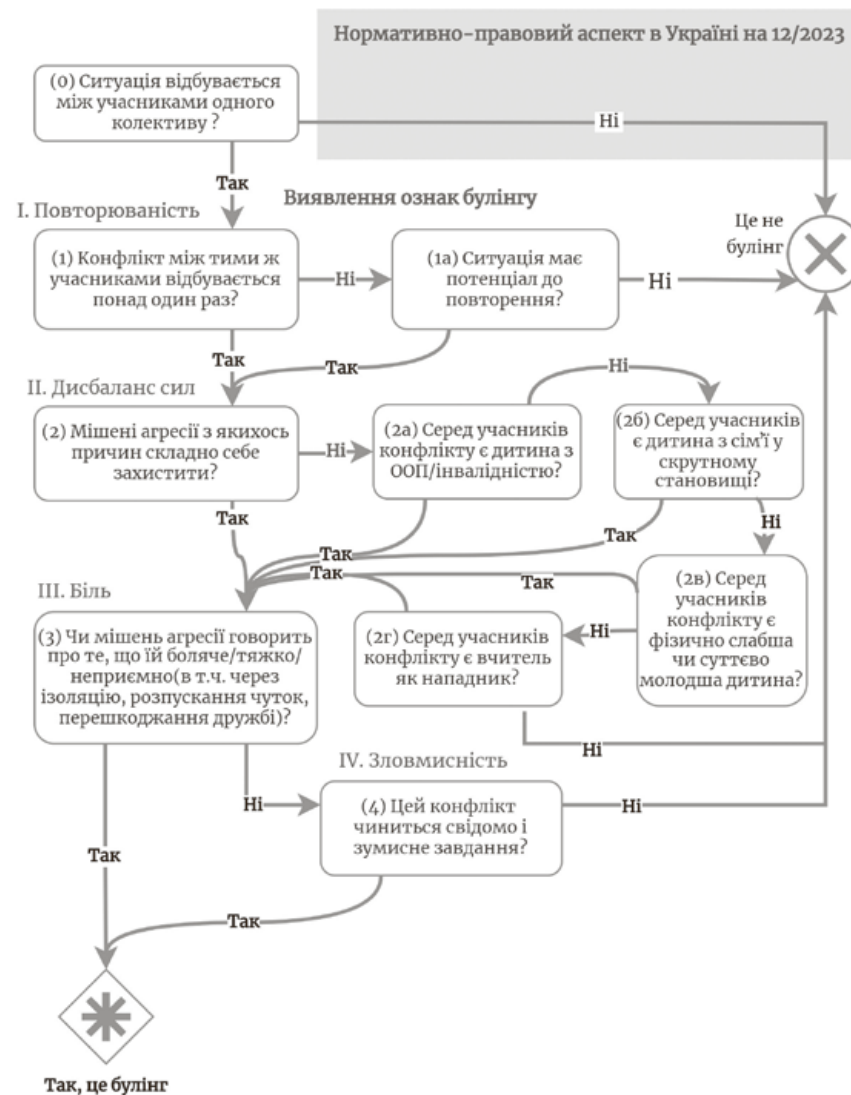 Нормативно-правовий аспект в Україні на 12/2023
(0) Ситуація відбувається
між учасниками одного
колективу ?
Ні
Так
Виявлення ознак булінгу
I. Повторюваність
Це не
булінг
(1) Конфлікт між тими ж
учасниками відбувається
понад один раз?
Ні
(1а) Ситуація має
потенціал до
повторення?
Ні
Так
Так
II. Дисбаланс сил
Ні
(2) Мішені агресії з якихось
причин складно себе
захистити?
Ні
(2а) Серед учасників
конфлікту є дитина з
ООП/інвалідністю?
(2б) Серед учасників
є дитина з сім'ї у
скрутному
становищі?
Так
Ні
Так
Так
Так
Так
III. Біль
(2в) Серед
учасників
конфлікту є
фізично слабша
чи суттєво
молодша дитина?
Ні
(2г) Серед учасників
конфлікту є вчитель
як нападник?
(3) Чи мішень агресії говорить
про те, що їй боляче/тяжко/
неприємно(в т.ч. через
ізоляцію, розпускання чуток,
перешкоджання дружбі)?
Ні
IV. Зловмисність
Ні
(4) Цей конфлікт
чиниться свідомо і
зумисне завдання?
Ні
Так
Так
Так, це булінг